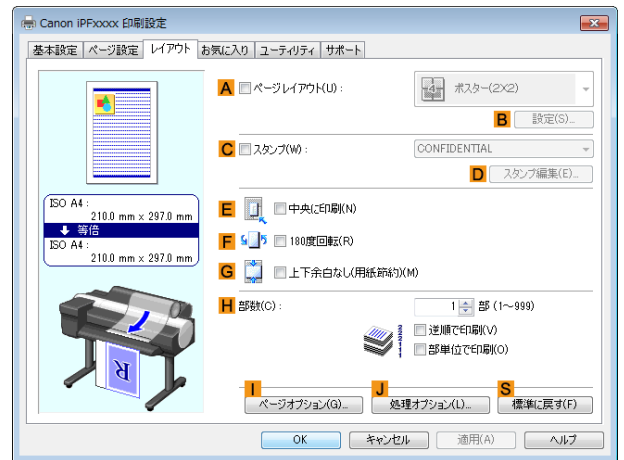 Canon iPFxxxx 印刷設定
基本設定 ページ設定 レイアウト お気に入り ユーティリティ サポート
A ページレイアウト(U) : ポスター(2X2)
B 設定(S)...
C スタンプ(W) : CONFIDENTIAL
D スタンプ編集(E)...
ISO A4 :
210.0 mm x 297.0 mm
等倍
ISO A4 :
210.0 mm x 297.0 mm
E 中央に印刷(N)
F 180度回転(R)
G 上下余白なし(用紙節約)(M)
H 部数(C) : 1 部 (1～999)
逆順で印刷(V)
部単位で印刷(O)
I ページオプション(G)...
J 処理オプション(L)...
S 標準に戻す(F)
OK キャンセル 適用(A) ヘルプ